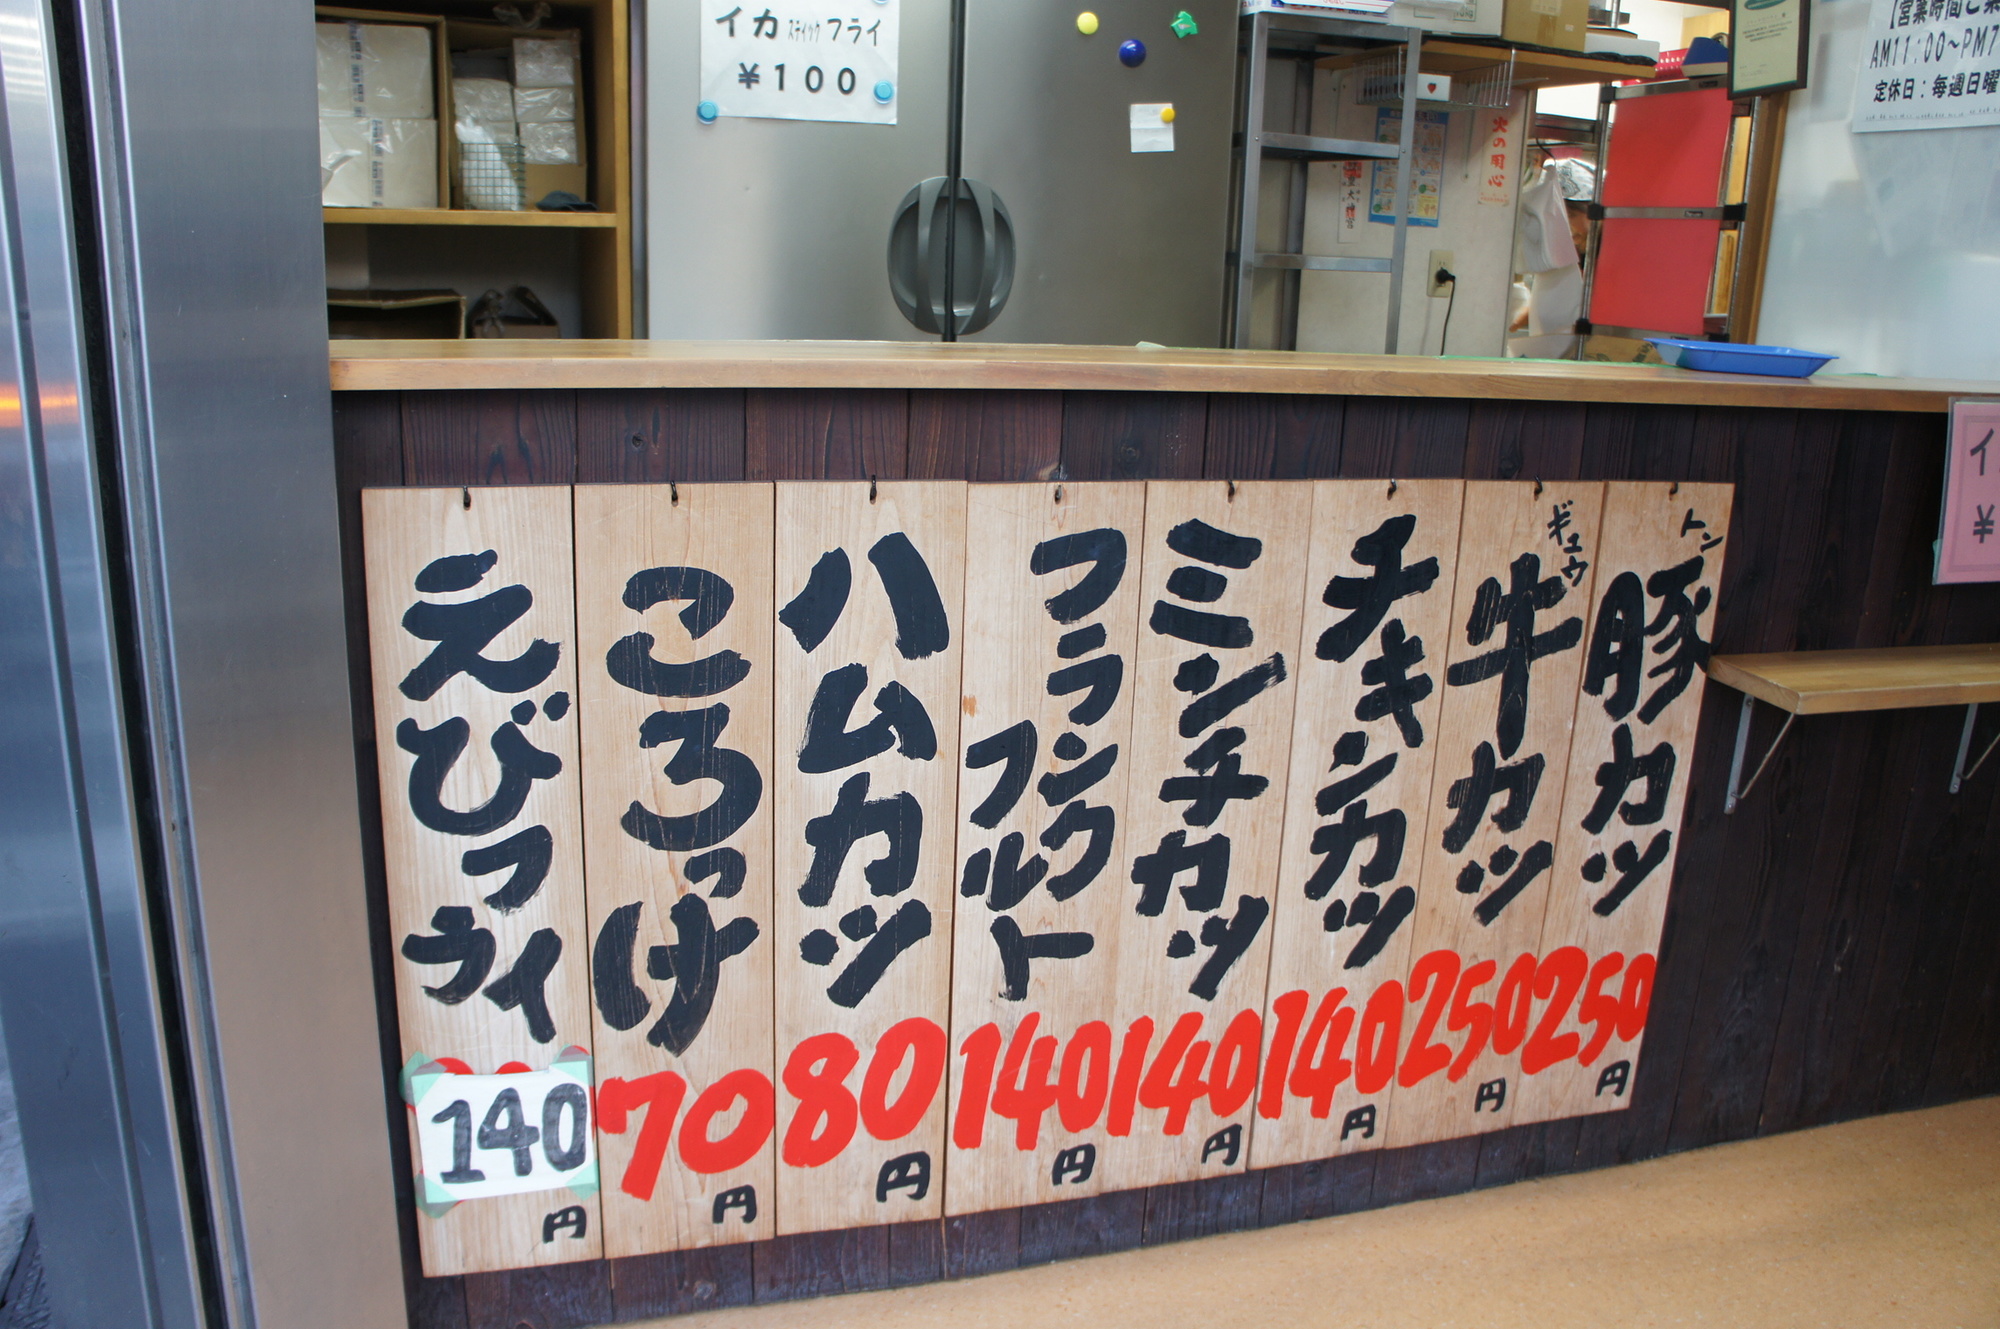 イカ スティック フライ
￥100
【営業時間
AM11:00~PM7
定休日:毎週日曜
火の用心
トン
豚カツ
250
円
ギュウ
牛カツ
250
円
チキンカツ
140
円
ミンチカツ
140
円
フランクフルト
140
円
ハムカツ
80
円
ころっけ
70
円
えびっライ
140
円
イ
￥